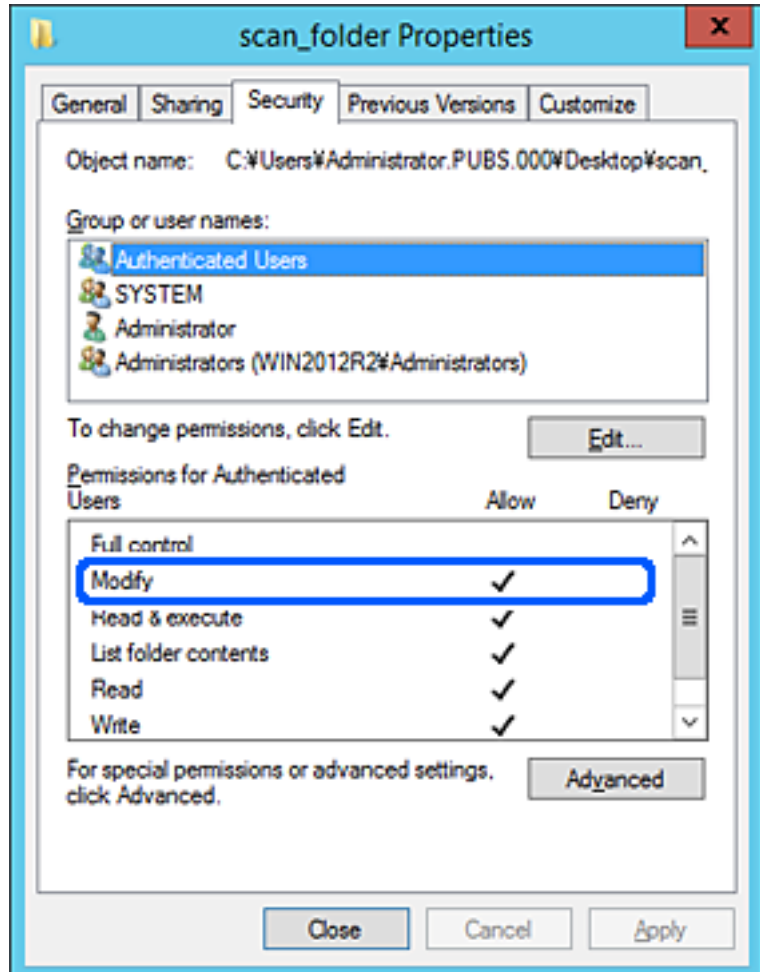 scan_folder Properties
x
General Sharing Security Previous Versions Customize
Object name: C:¥Users¥Administrator.PUBS.000¥Desktop¥scan_
Group or user names:
Authenticated Users
SYSTEM
Administrator
Administrators (WIN2012R2¥Administrators)
To change permissions, click Edit.
Edit...
Permissions for Authenticated
Users Allow Deny
Full control
Modify
Read & execute
List folder contents
Read
Write
For special permissions or advanced settings,
click Advanced.
Advanced
Close Cancel Apply